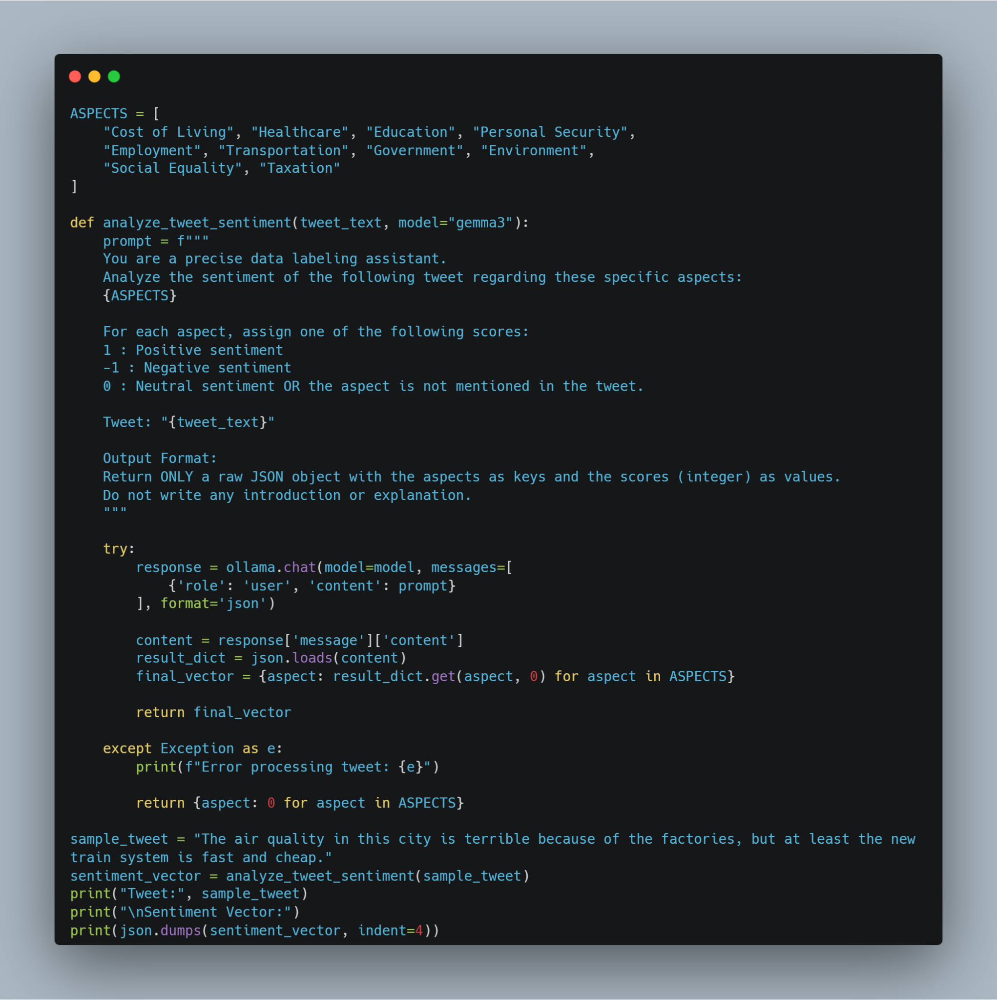 ASPECTS = [
    "Cost of Living", "Healthcare", "Education", "Personal Security",
    "Employment", "Transportation", "Government", "Environment",
    "Social Equality", "Taxation"
]

def analyze_tweet_sentiment(tweet_text, model="gemma3"):
    prompt = f"""
    You are a precise data labeling assistant.
    Analyze the sentiment of the following tweet regarding these specific aspects:
    {ASPECTS}

    For each aspect, assign one of the following scores:
    1 : Positive sentiment
    -1 : Negative sentiment
    0 : Neutral sentiment OR the aspect is not mentioned in the tweet.

    Tweet: "{tweet_text}"

    Output Format:
    Return ONLY a raw JSON object with the aspects as keys and the scores (integer) as values.
    Do not write any introduction or explanation.
    """

    try:
        response = ollama.chat(model=model, messages=[
            {'role': 'user', 'content': prompt}
        ], format='json')

        content = response['message']['content']
        result_dict = json.loads(content)
        final_vector = {aspect: result_dict.get(aspect, 0) for aspect in ASPECTS}

        return final_vector

    except Exception as e:
        print(f"Error processing tweet: {e}")

        return {aspect: 0 for aspect in ASPECTS}

sample_tweet = "The air quality in this city is terrible because of the factories, but at least the new
train system is fast and cheap."
sentiment_vector = analyze_tweet_sentiment(sample_tweet)
print("Tweet:", sample_tweet)
print("\nSentiment Vector:")
print(json.dumps(sentiment_vector, indent=4))